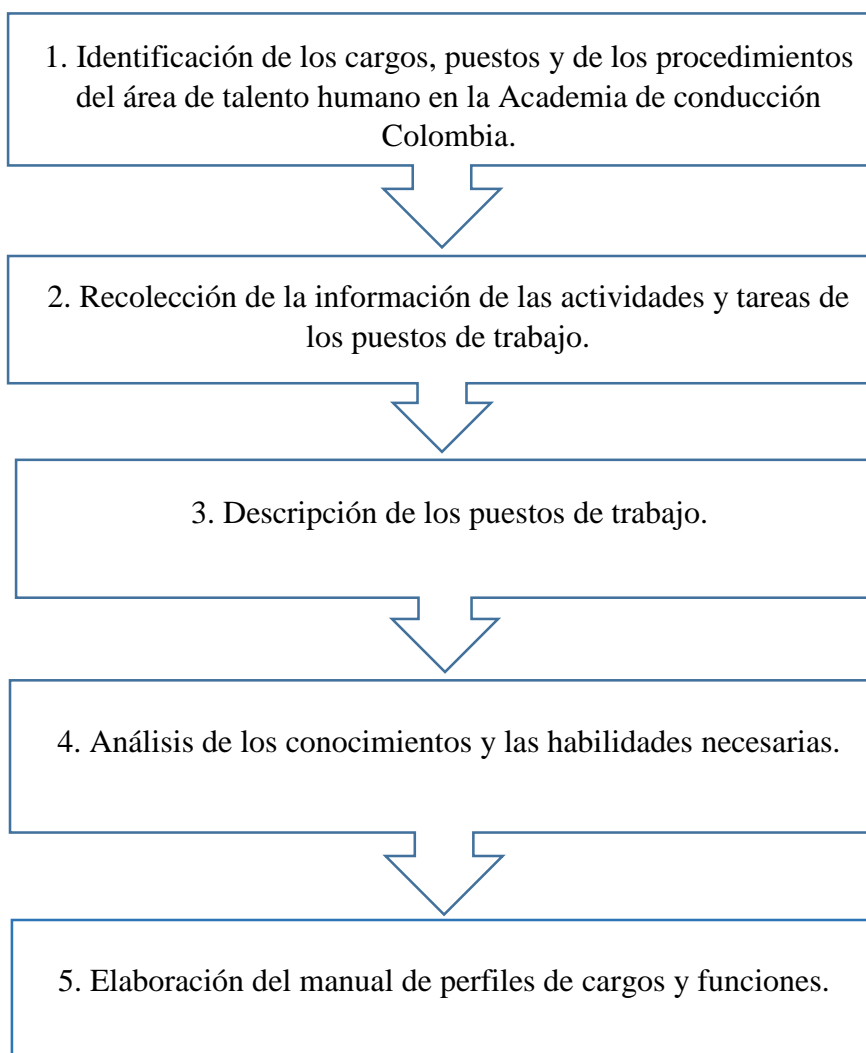 1. Identificación de los cargos, puestos y de los procedimientos
del área de talento humano en la Academia de conducción
Colombia.
2. Recolección de la información de las actividades y tareas de
los puestos de trabajo.
3. Descripción de los puestos de trabajo.
4. Análisis de los conocimientos y las habilidades necesarias.
5. Elaboración del manual de perfiles de cargos y funciones.